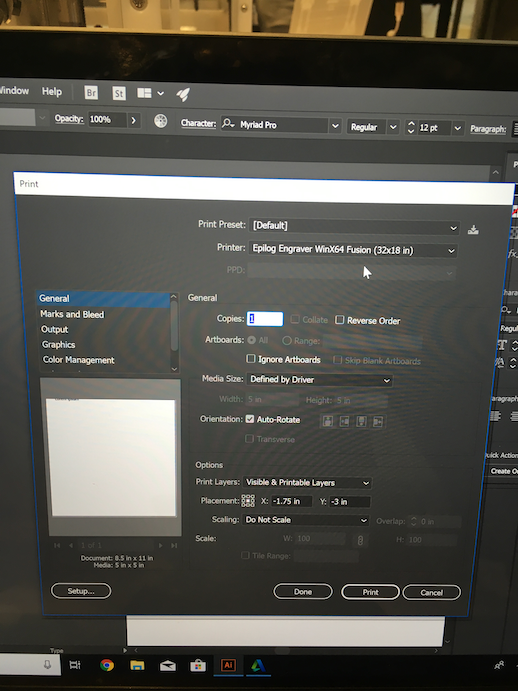 Window Help Br St
Opacity: 100% Character: Myriad Pro Regular 12 pt Paragraph:
Print
Print Preset: [Default]
Printer: Epilog Engraver WinX64 Fusion (32x18 in)
PPD:
General
Marks and Bleed
Output
Graphics
Color Management
General
Copies: 1 Collate Reverse Order
Artboards: All Range:
Ignore Artboards Skip Blank Artboards
Media Size: Defined by Driver
Width: 5 in Height: 5 in
Orientation: Auto-Rotate
Transverse
Options
Print Layers: Visible & Printable Layers
Placement: X: -1.75 in Y: -3 in
Scaling: Do Not Scale Overlap: 0 in
Scale: W: 100 H: 100
Tile Range:
1 of 1
Document: 8.5 in x 11 in
Media: 5 in x 5 in
Setup... Done Print Cancel
Regular
Paragraph
Quick Action
Create O
Type
Ai